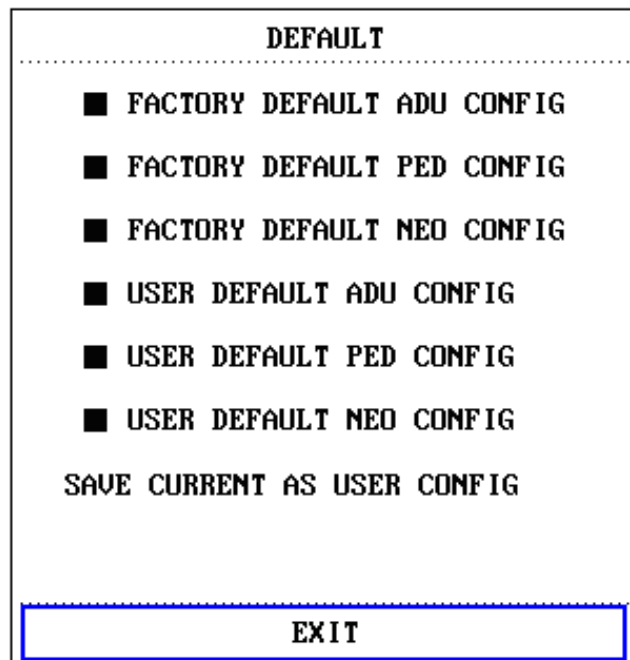 DEFAULT
FACTORY DEFAULT ADU CONFIG
FACTORY DEFAULT PED CONFIG
FACTORY DEFAULT NEO CONFIG
USER DEFAULT ADU CONFIG
USER DEFAULT PED CONFIG
USER DEFAULT NEO CONFIG
SAVE CURRENT AS USER CONFIG
EXIT